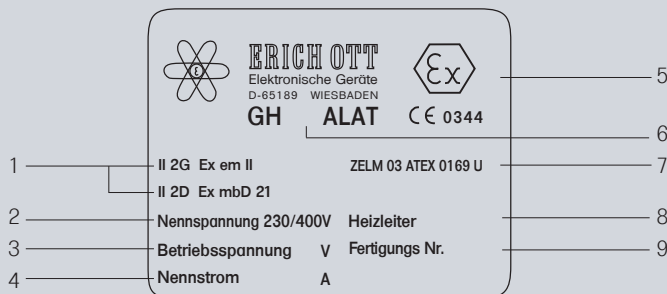 ε
ERICH OTT
Elektronische Geräte
D-65189 WIESBADEN
GH ALAT
εx
CE 0344
5
6
1
II 2G Ex em II
ZELM 03 ATEX 0169 U
7
II 2D Ex mbD 21
2
Nennspannung 230/400V
Heizleiter
8
3
Betriebsspannung V
Fertigungs Nr.
9
4
Nennstrom A